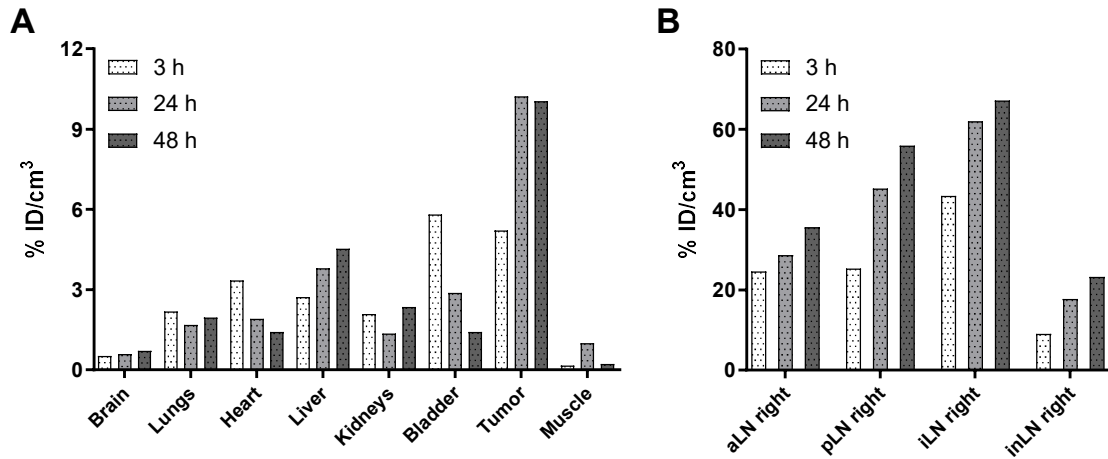 A
% ID/cm³
12
9
6
3
0
3 h
24 h
48 h
Brain
Lungs
Heart
Liver
Kidneys
Bladder
Tumor
Muscle
B
% ID/cm³
80
60
40
20
0
3 h
24 h
48 h
aLN right
pLN right
iLN right
inLN right